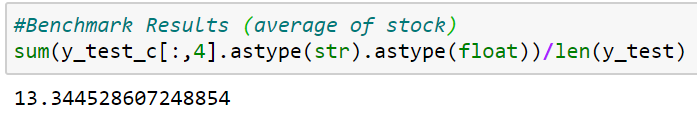 #Benchmark Results (average of stock)
sum(y_test_c[:,4].astype(str).astype(float))/len(y_test)
13.344528607248854